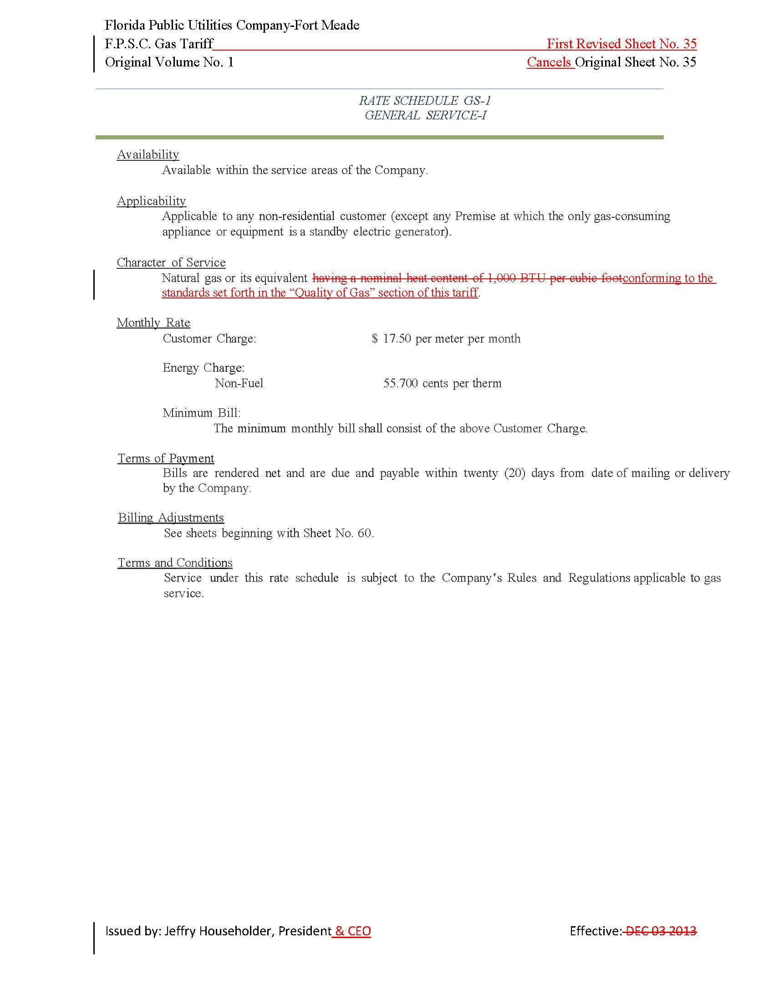 Florida Public Utilities Company-Fort Meade
F.P.S.C. Gas Tariff First Revised Sheet No. 35
Original Volume No. 1 Cancels Original Sheet No. 35
RATE SCHEDULE GS-1
GENERAL SERVICE-I
Availability
Available within the service areas of the Company.
Applicability
Applicable to any non-residential customer (except any Premise at which the only gas-consuming
appliance or equipment is a standby electric generator).
Character of Service
Natural gas or its equivalent having a nominal heat content of 1,000 BTU per cubic footconforming to the
standards set forth in the “Quality of Gas” section of this tariff.
Monthly Rate
Customer Charge: $ 17.50 per meter per month
Energy Charge:
Non-Fuel 55.700 cents per therm
Minimum Bill:
The minimum monthly bill shall consist of the above Customer Charge.
Terms of Payment
Bills are rendered net and are due and payable within twenty (20) days from date of mailing or delivery
by the Company.
Billing Adjustments
See sheets beginning with Sheet No. 60.
Terms and Conditions
Service under this rate schedule is subject to the Company's Rules and Regulations applicable to gas
service.
Issued by: Jeffry Householder, President & CEO Effective: DEC 03 2013